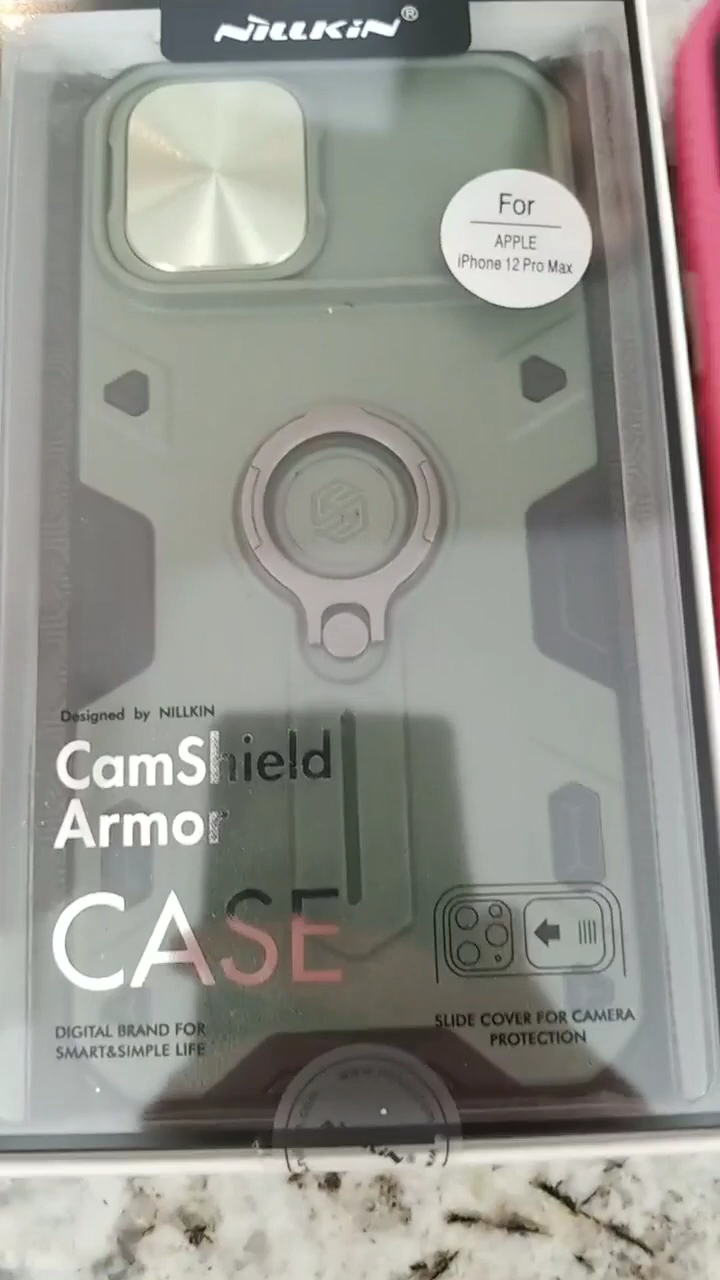 NiLLKiN®
For
APPLE
iPhone 12 Pro Max
Designed by NILLKIN
CamShield
Armor
CASE
DIGITAL BRAND FOR
SMART&SIMPLE LIFE
SLIDE COVER FOR CAMERA
PROTECTION